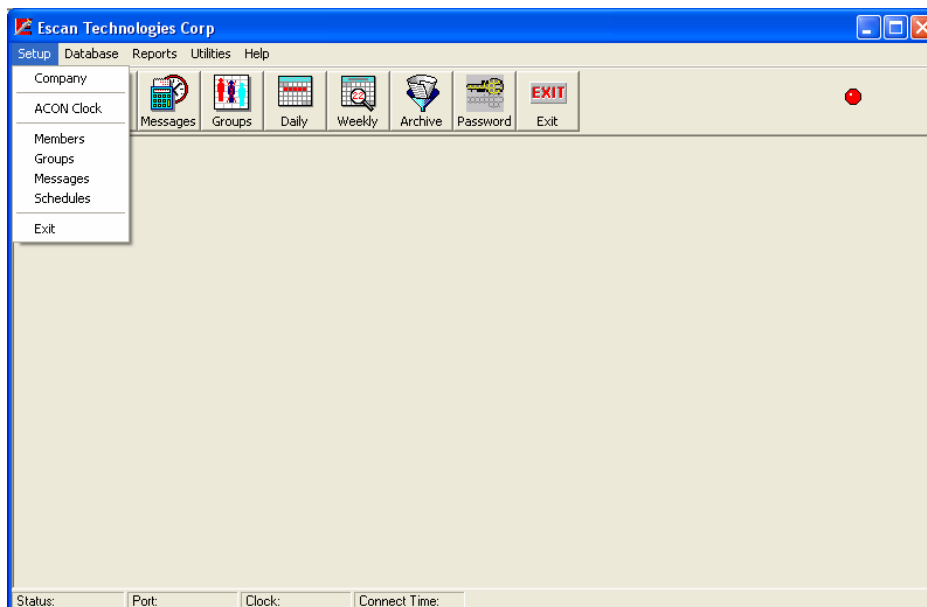 Escan Technologies Corp
Setup Database Reports Utilities Help
Company
ACON Clock
Members
Groups
Messages
Schedules
Exit
Messages Groups Daily Weekly Archive Password EXIT Exit
22
Status: Port: Clock: Connect Time: